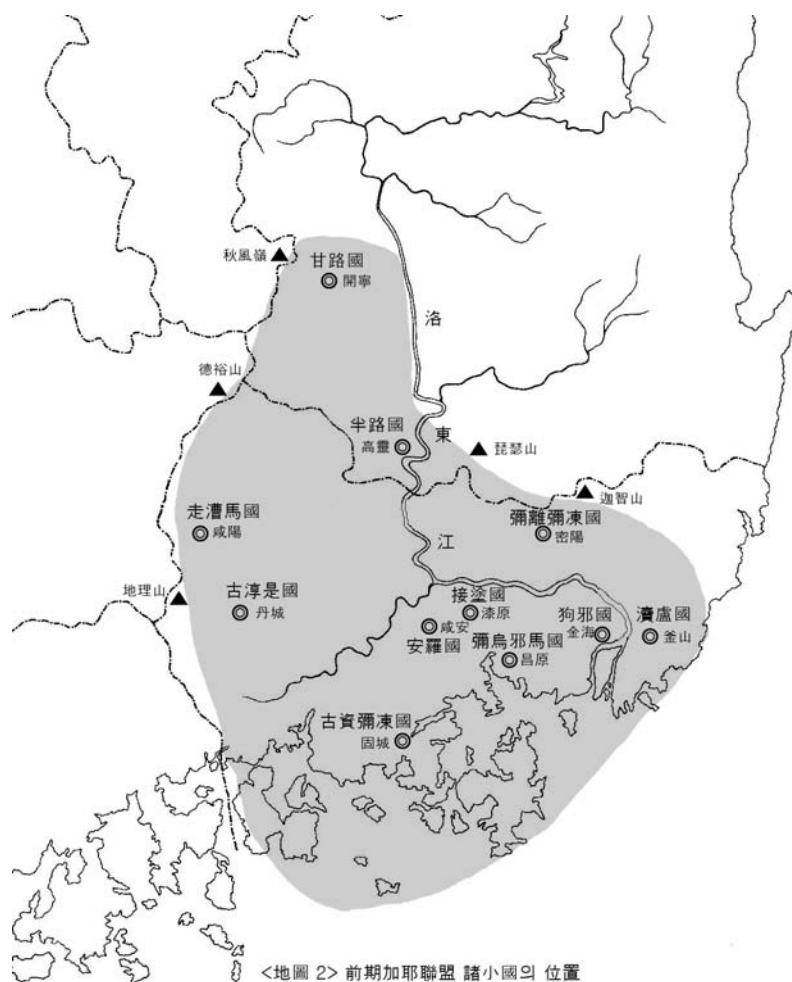 秋風嶺
甘路國
開寧
洛
德裕山
半路國
東
高靈
琵瑟山
迦智山
走漕馬國
彌離彌凍國
咸陽
江
密陽
地理山
古淳是國
接塗國
狗邪國
瀆盧國
丹城
漆原
咸安
金海
釜山
安羅國
彌烏邪馬國
昌原
古資彌凍國
固城
<地圖 2> 前期加耶聯盟 諸小國의 位置